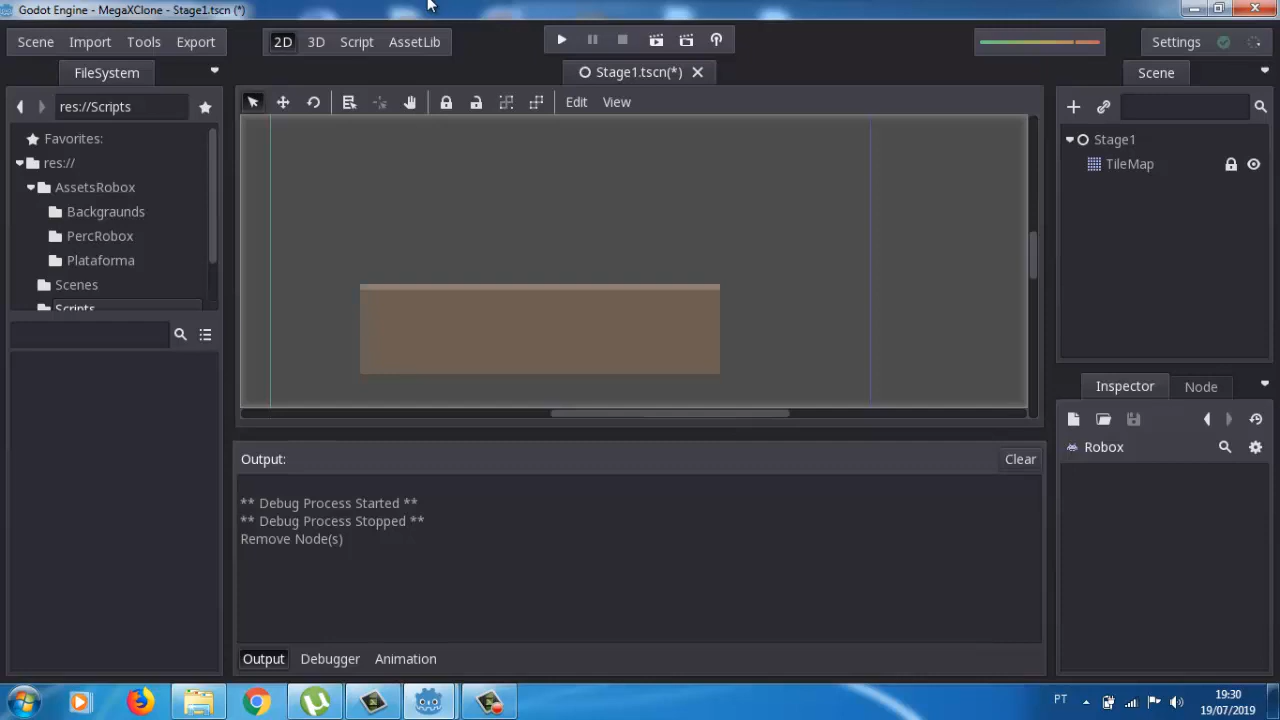 Godot Engine - MegaXClone - Stage1.tscn (*)
Scene Import Tools Export
2D 3D Script AssetLib
Settings
FileSystem
Stage1.tscn(*)
Scene
res://Scripts
Edit View
Favorites:
res://
AssetsRobox
Backgraunds
PercRobox
Plataforma
Scenes
Scripts
Stage1
TileMap
Inspector Node
Robox
Output:
Clear
** Debug Process Started **
** Debug Process Stopped **
Remove Node(s)
Output Debugger Animation
PT
19:30
19/07/2019